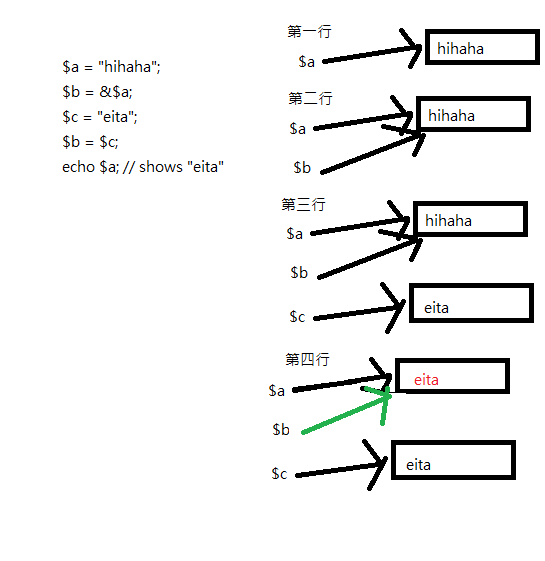 $a = "hihaha";
$b = &$a;
$c = "eita";
$b = $c;
echo $a; // shows "eita"
第一行
$a
hihaha
第二行
$a
hihaha
$b
第三行
$a
hihaha
$b
$c
eita
第四行
$a
eita
$b
$c
eita